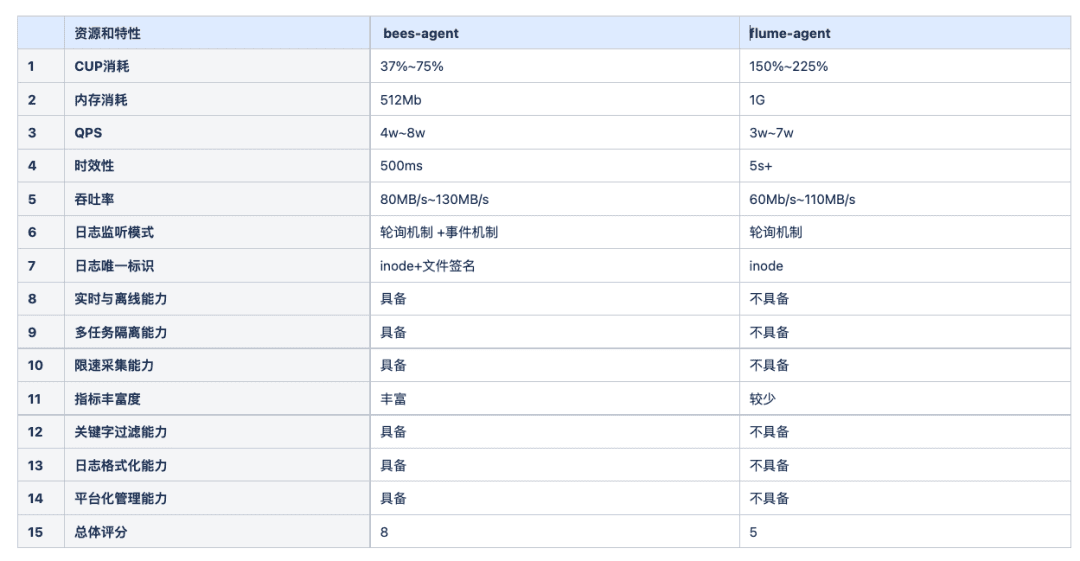 资源和特性 bees-agent flume-agent
1 CUP消耗 37%~75% 150%~225%
2 内存消耗 512Mb 1G
3 QPS 4w~8w 3w~7w
4 时效性 500ms 5s+
5 吞吐率 80MB/s~130MB/s 60Mb/s~110MB/s
6 日志监听模式 轮询机制 +事件机制 轮询机制
7 日志唯一标识 inode+文件签名 inode
8 实时与离线能力 具备 不具备
9 多任务隔离能力 具备 不具备
10 限速采集能力 具备 不具备
11 指标丰富度 丰富 较少
12 关键字过滤能力 具备 不具备
13 日志格式化能力 具备 不具备
14 平台化管理能力 具备 不具备
15 总体评分 8 5